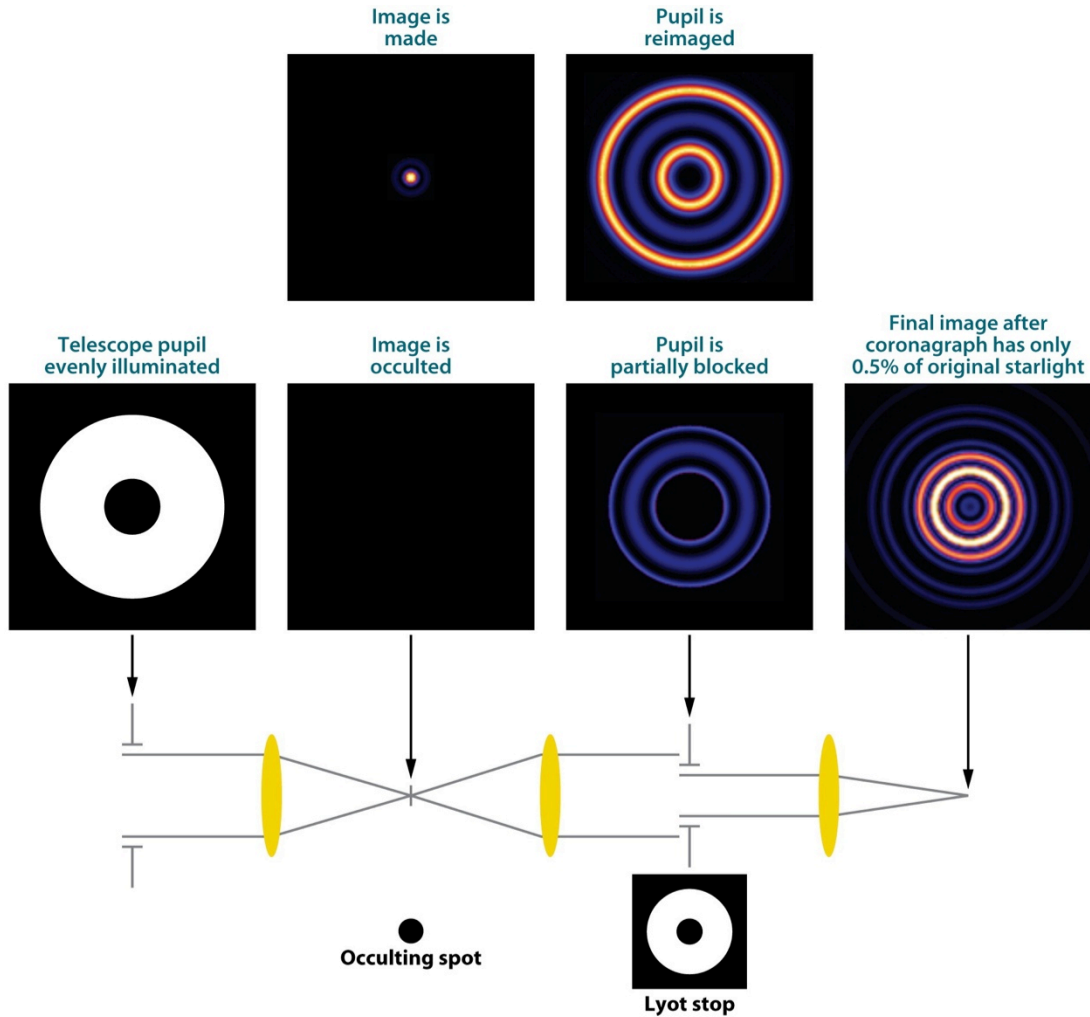 Image is
made
Pupil is
reimaged
Telescope pupil
evenly illuminated
Image is
occulted
Pupil is
partially blocked
Final image after
coronagraph has only
0.5% of original starlight
Occulting spot
Lyot stop